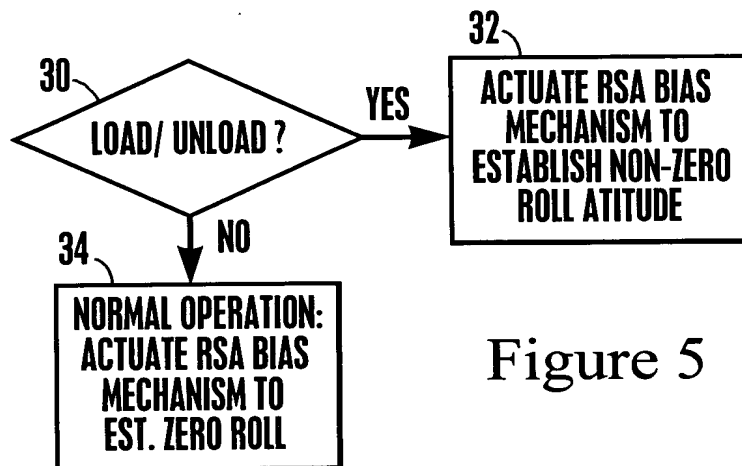 30
LOAD/ UNLOAD ?
YES
32
ACTUATE RSA BIAS
MECHANISM TO
ESTABLISH NON-ZERO
ROLL ATITUDE
NO
34
NORMAL OPERATION:
ACTUATE RSA BIAS
MECHANISM TO
EST. ZERO ROLL
Figure 5